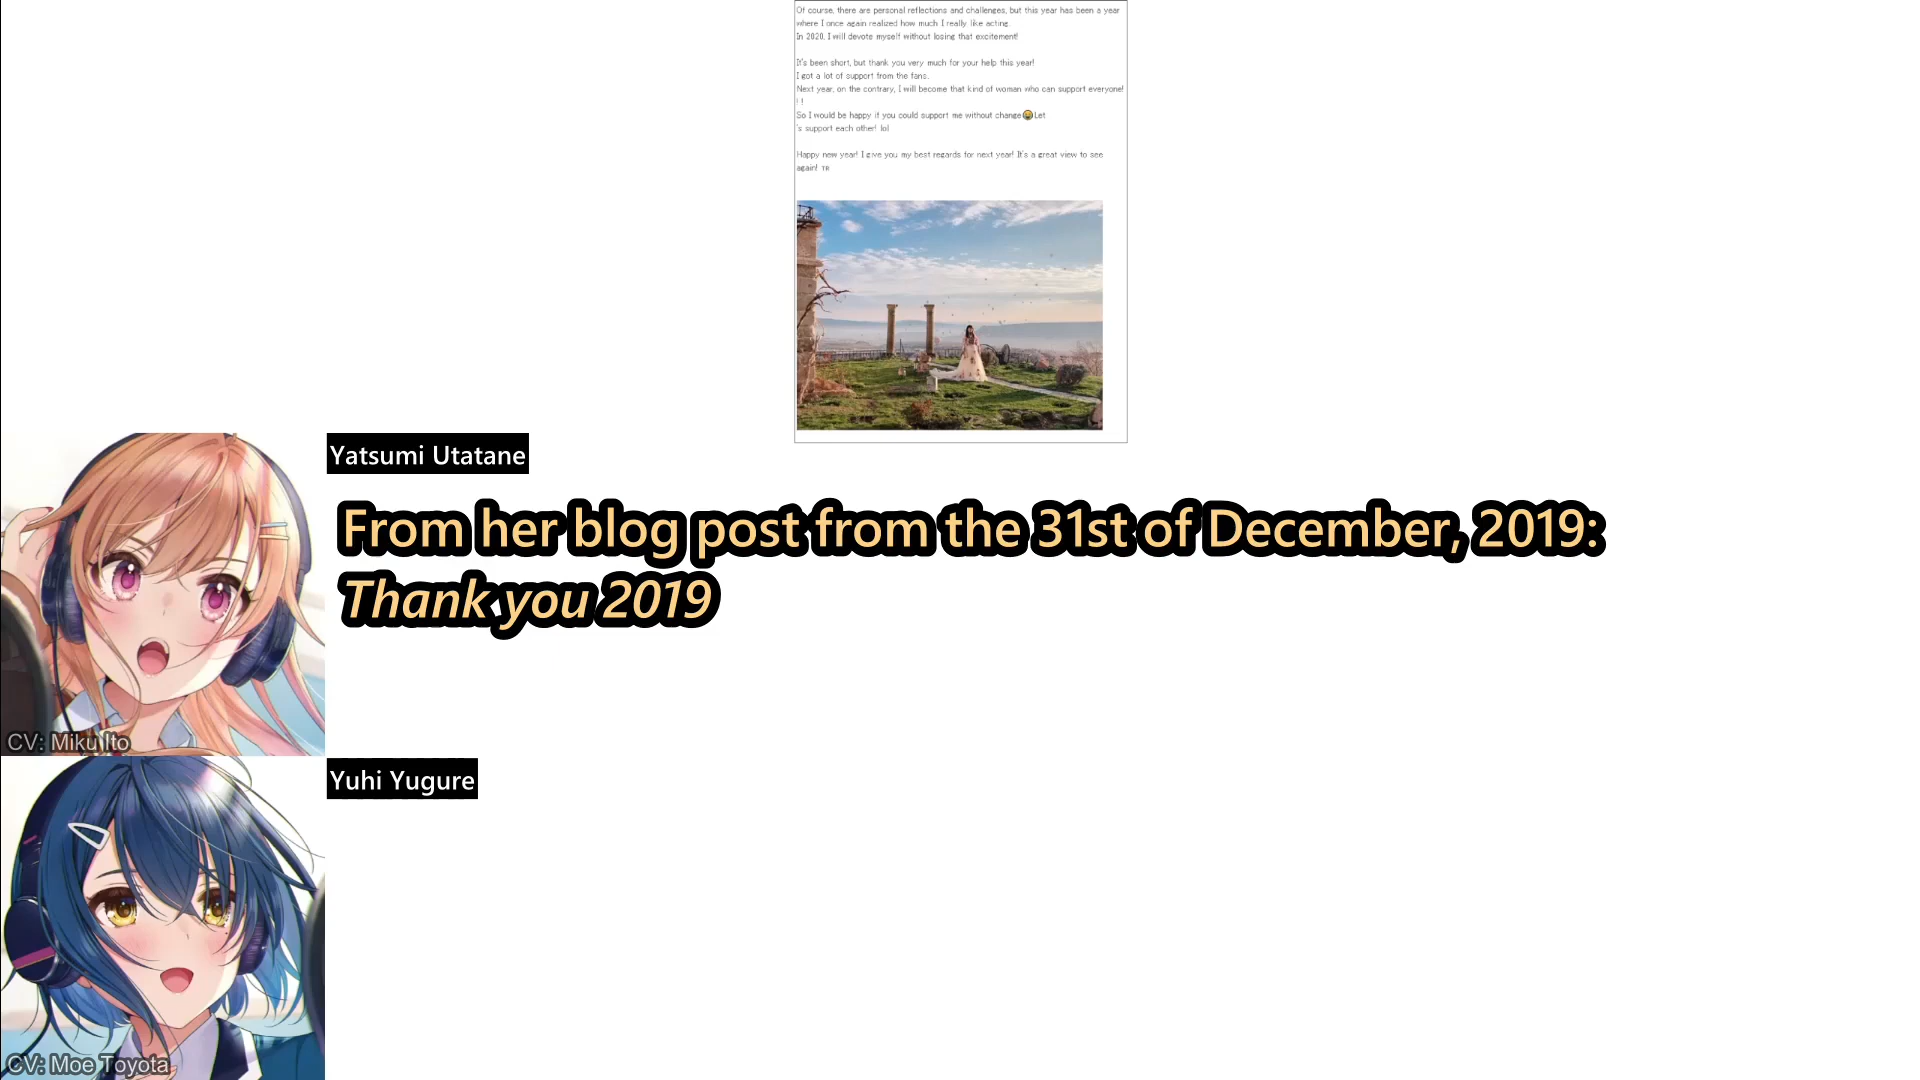 Of course, there are personal reflections and challenges, but this year has been a year
where I once again realized how much I really like acting.
In 2020, I will devote myself without losing that excitement!
It's been short, but thank you very much for your help this year!
I got a lot of support from the fans.
Next year, on the contrary, I will become that kind of woman who can support everyone!
! !
So I would be happy if you could support me without change😭Let
's support each other! lol
Happy new year! I give you my best regards for next year! It's a great view to see
again! TR
Yatsumi Utatane
From her blog post from the 31st of December, 2019:
Thank you 2019
CV: Miku Ito
Yuhi Yugure
CV: Moe Toyota